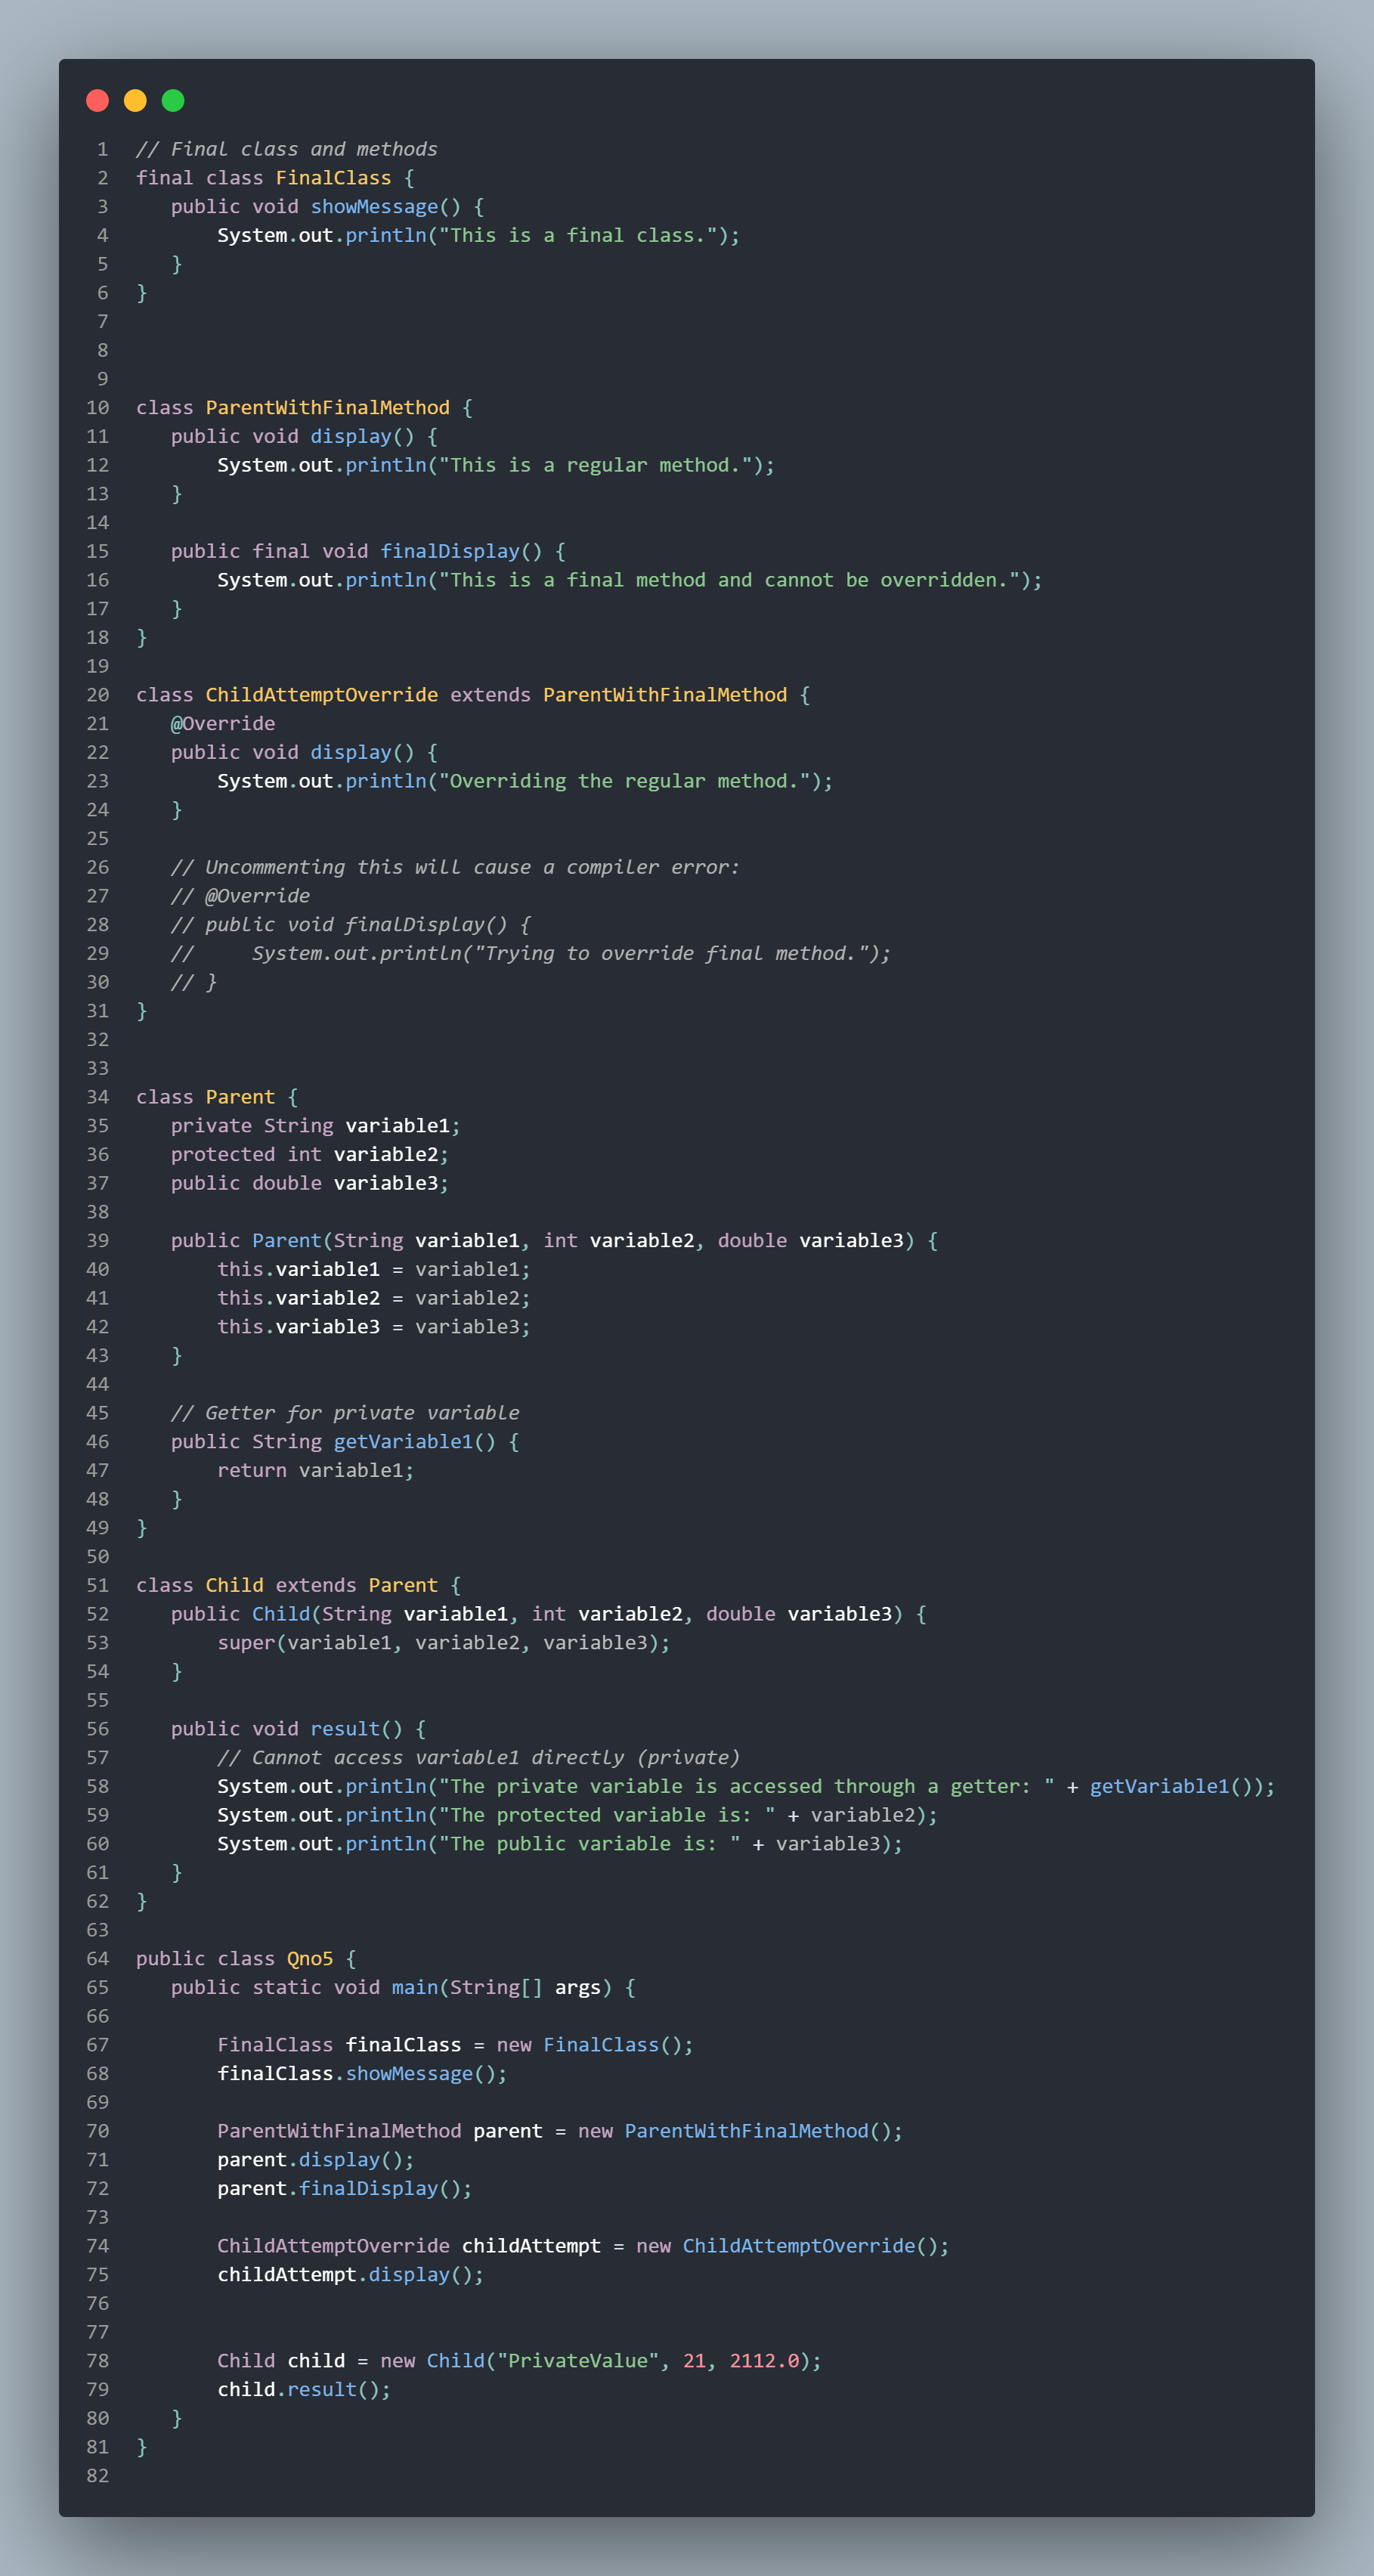 1 // Final class and methods
2 final class FinalClass {
3    public void showMessage() {
4        System.out.println("This is a final class.");
5    }
6 }
7
8
9
10 class ParentWithFinalMethod {
11    public void display() {
12        System.out.println("This is a regular method.");
13    }
14
15    public final void finalDisplay() {
16        System.out.println("This is a final method and cannot be overridden.");
17    }
18 }
19
20 class ChildAttemptOverride extends ParentWithFinalMethod {
21    @Override
22    public void display() {
23        System.out.println("Overriding the regular method.");
24    }
25
26    // Uncommenting this will cause a compiler error:
27    // @Override
28    // public void finalDisplay() {
29    //     System.out.println("Trying to override final method.");
30    // }
31 }
32
33
34 class Parent {
35    private String variable1;
36    protected int variable2;
37    public double variable3;
38
39    public Parent(String variable1, int variable2, double variable3) {
40        this.variable1 = variable1;
41        this.variable2 = variable2;
42        this.variable3 = variable3;
43    }
44
45    // Getter for private variable
46    public String getVariable1() {
47        return variable1;
48    }
49 }
50
51 class Child extends Parent {
52    public Child(String variable1, int variable2, double variable3) {
53        super(variable1, variable2, variable3);
54    }
55
56    public void result() {
57        // Cannot access variable1 directly (private)
58        System.out.println("The private variable is accessed through a getter: " + getVariable1());
59        System.out.println("The protected variable is: " + variable2);
60        System.out.println("The public variable is: " + variable3);
61    }
62 }
63
64 public class Qno5 {
65    public static void main(String[] args) {
66
67        FinalClass finalClass = new FinalClass();
68        finalClass.showMessage();
69
70        ParentWithFinalMethod parent = new ParentWithFinalMethod();
71        parent.display();
72        parent.finalDisplay();
73
74        ChildAttemptOverride childAttempt = new ChildAttemptOverride();
75        childAttempt.display();
76
77
78        Child child = new Child("PrivateValue", 21, 2112.0);
79        child.result();
80    }
81 }
82